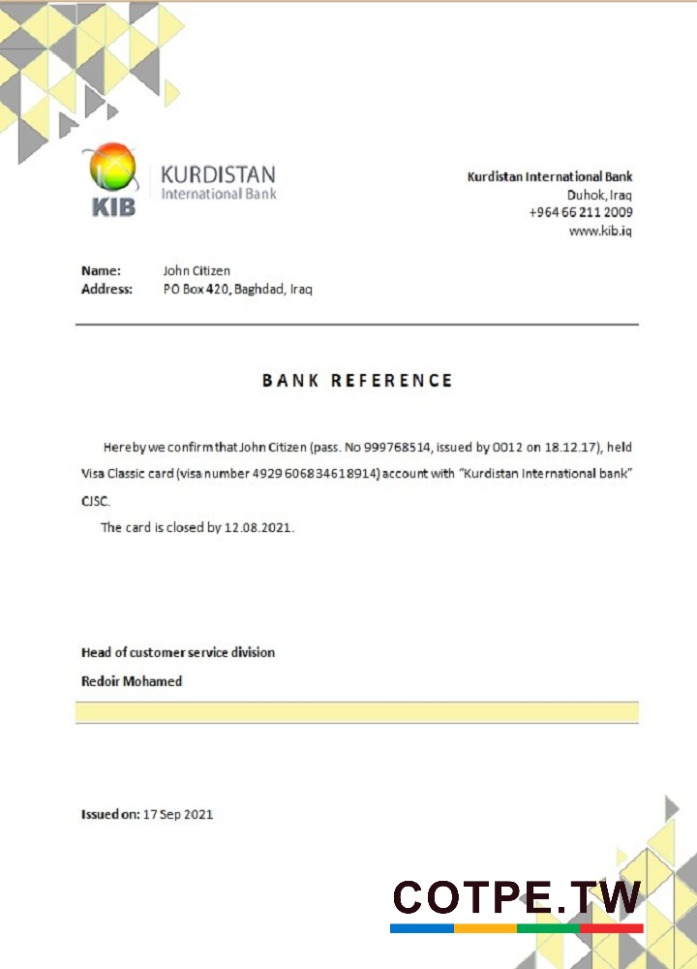 KURDISTAN
International Bank
KIB
Kurdistan International Bank
Duhok, Iraq
+964 66 211 2009
www.kib.iq
Name: John Citizen
Address: PO Box 420, Baghdad, Iraq
BANK REFERENCE
Hereby we confirm that John Citizen (pass. No 999768514, issued by 0012 on 18.12.17), held
Visa Classic card (visa number 4929 606834618914) account with “Kurdistan International bank”
CJSC.
The card is closed by 12.08.2021.
Head of customer service division
Redoir Mohamed
Issued on: 17 Sep 2021
COTPE.TW